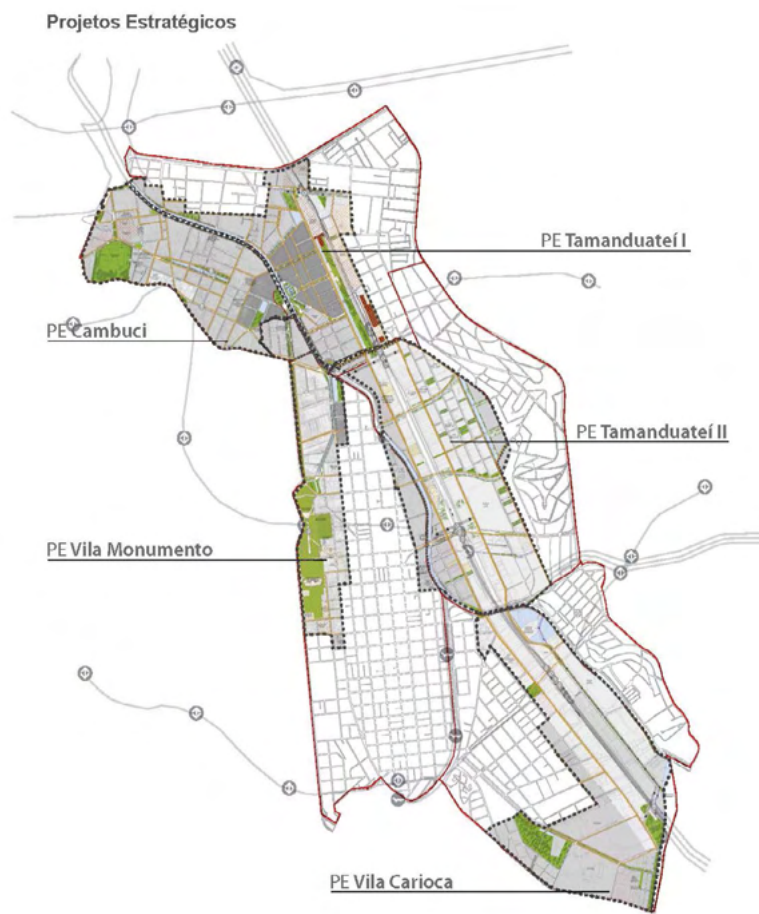 Projetos Estratégicos
PE Tamanduateí I
PE Cambuci
PE Tamanduateí II
PE Vila Monumento
PE Vila Carioca